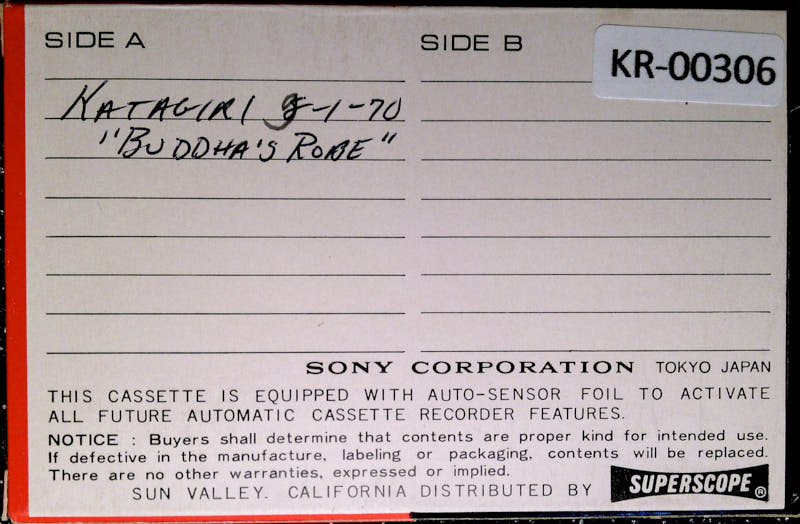 SIDE A
SIDE B
KR-00306
KATAGIRI 8-1-70
"BUDDHA'S ROBE"
SONY CORPORATION TOKYO JAPAN
THIS CASSETTE IS EQUIPPED WITH AUTO-SENSOR FOIL TO ACTIVATE
ALL FUTURE AUTOMATIC CASSETTE RECORDER FEATURES.
NOTICE : Buyers shall determine that contents are proper kind for intended use.
If defective in the manufacture, labeling or packaging, contents will be replaced.
There are no other warranties, expressed or implied.
SUN VALLEY. CALIFORNIA DISTRIBUTED BY SUPERSCOPE®